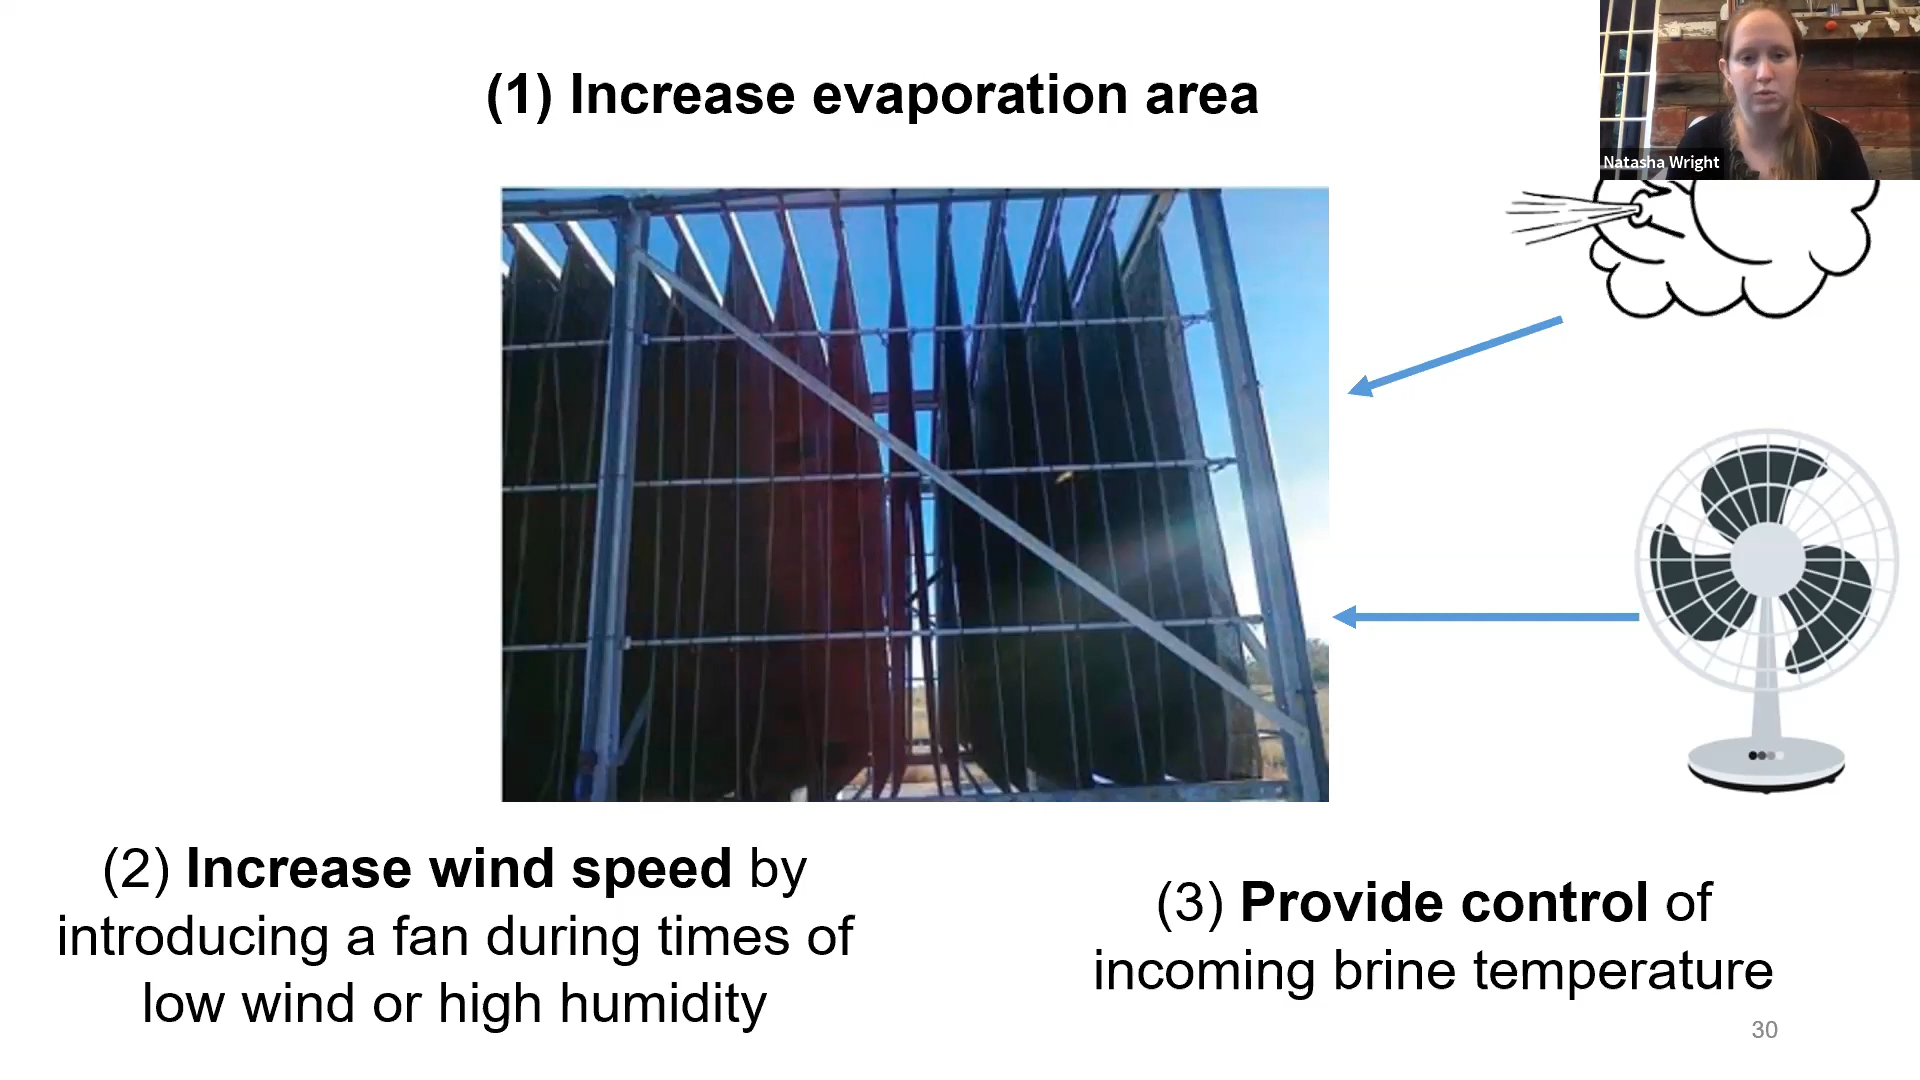 (1) Increase evaporation area
Natasha Wright
(2) Increase wind speed by
introducing a fan during times of
low wind or high humidity
(3) Provide control of
incoming brine temperature
30